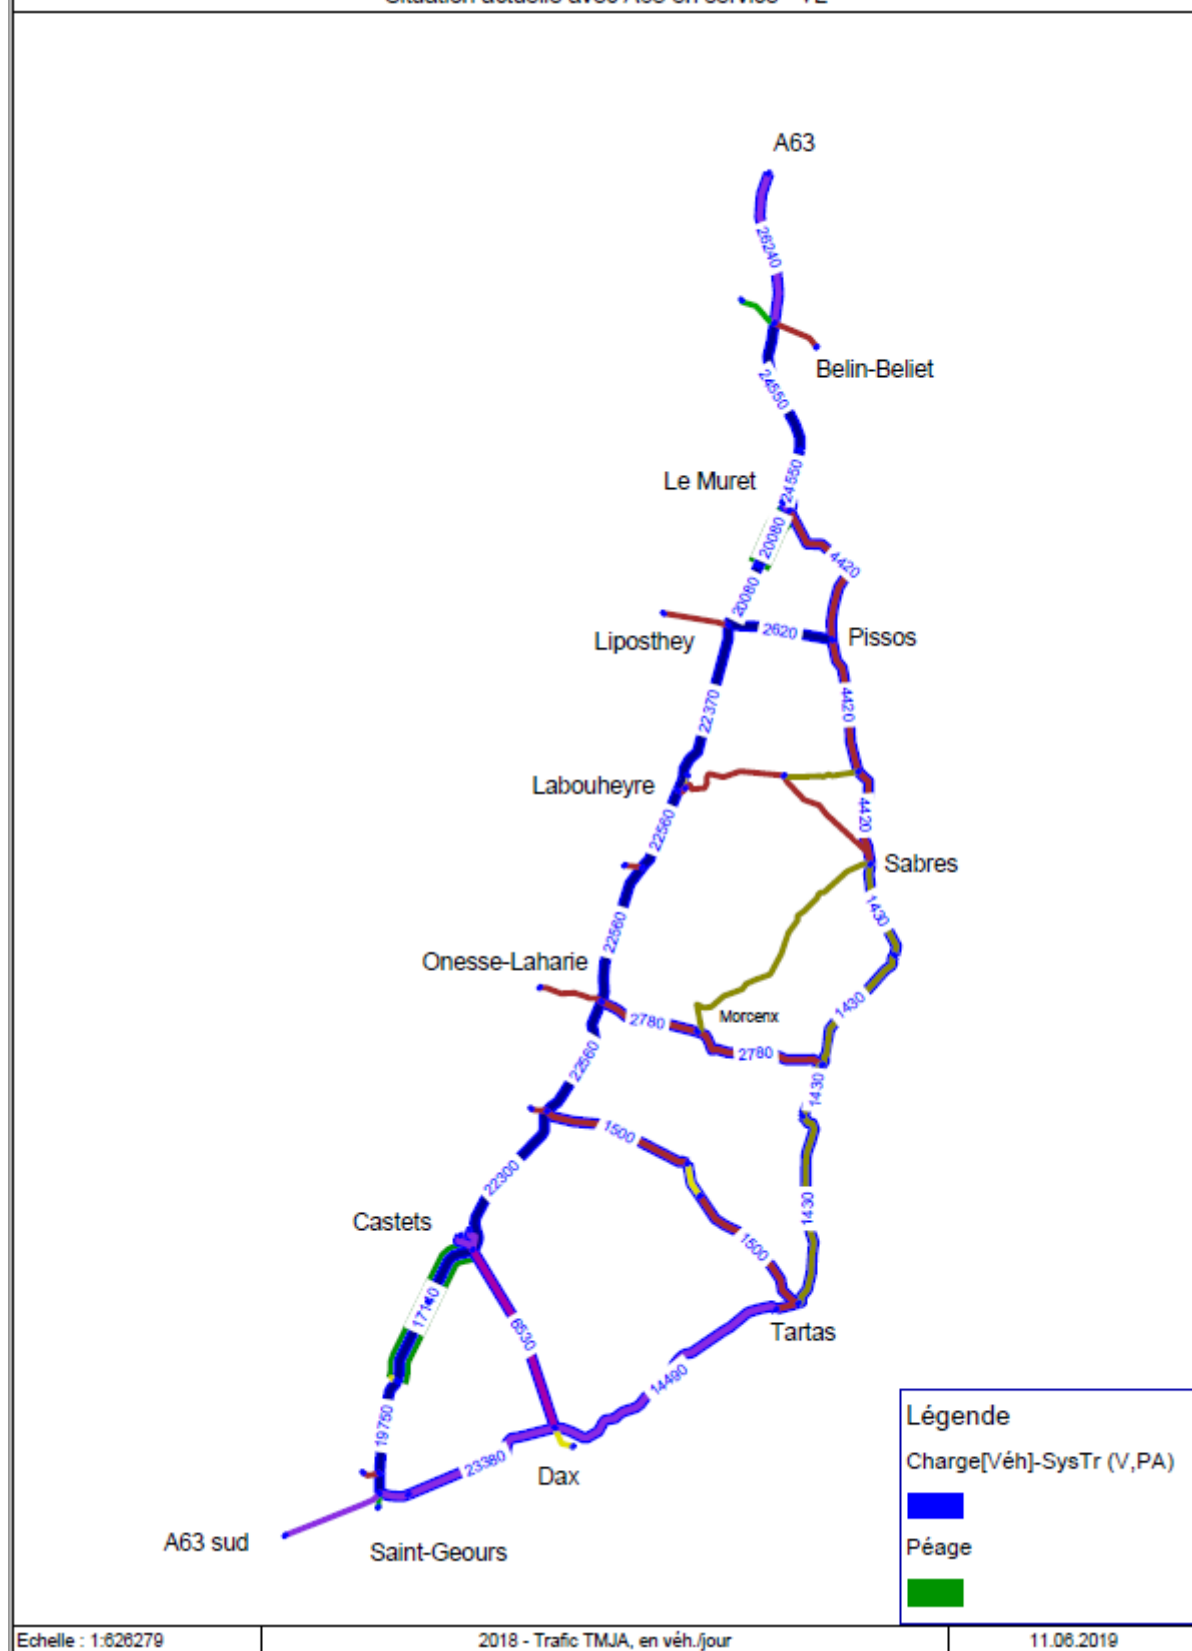 A63
26240
Belin-Beliet
24550
Le Muret
24550
20080
4420
20080
Liposthey
2620
Pissos
22370
4420
Labouheyre
22560
4420
Sabres
1430
22560
Onesse-Laharie
2780
Morcenx
1430
22560
2780
1430
1500
22300
1430
Castets
1500
17140
6530
Tartas
14490
19750
23380
Dax
A63 sud
Saint-Geours
Légende
Charge[Véh]-SysTr (V,PA)
Péage
Echelle : 1:626279
2018 - Trafic TMJA, en véh./jour
11.06.2019